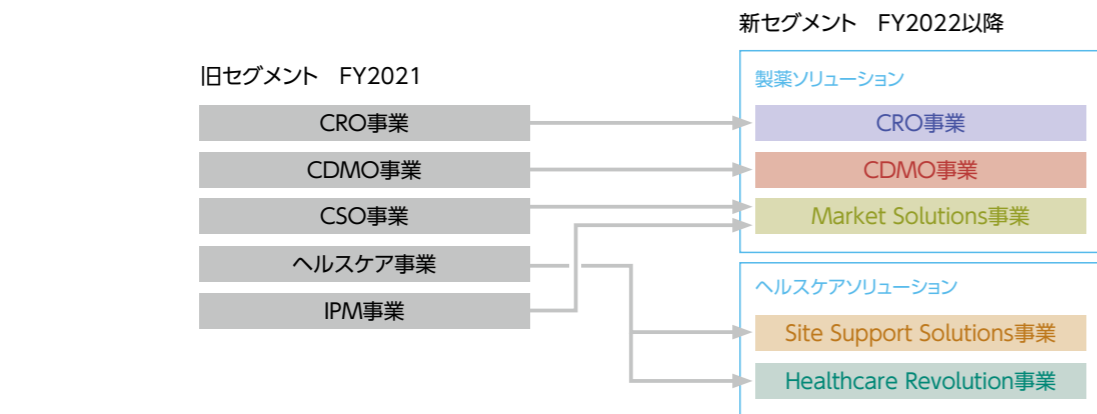 新セグメント　FY2022以降
旧セグメント　FY2021
製薬ソリューション
CRO事業
CRO事業
CDMO事業
CDMO事業
CSO事業
Market Solutions事業
ヘルスケア事業
ヘルスケアソリューション
IPM事業
Site Support Solutions事業
Healthcare Revolution事業